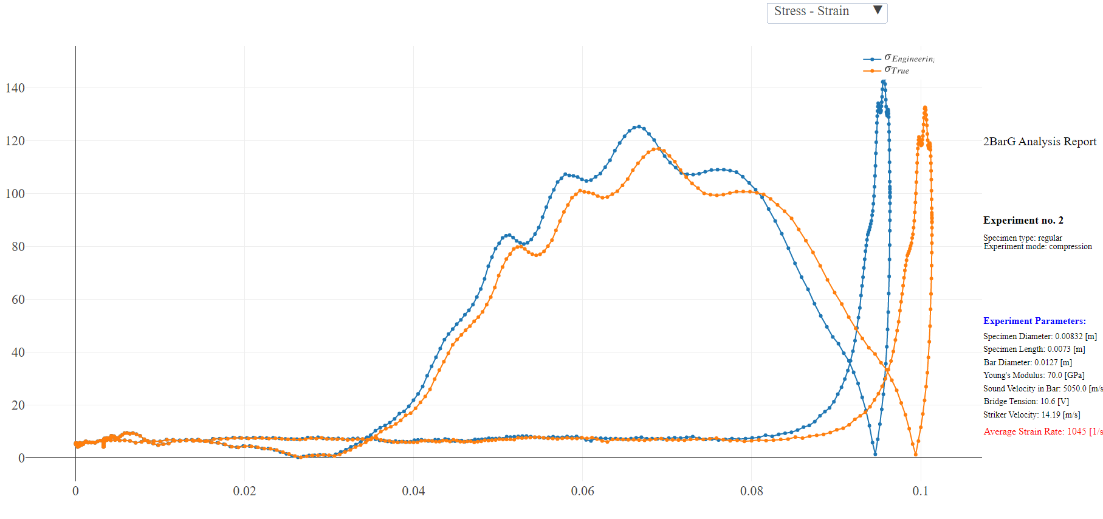 Stress - Strain ▼
σEngineerin
σTrue
140
120
100
80
60
40
20
0
0 0.02 0.04 0.06 0.08 0.1
2BarG Analysis Report
Experiment no. 2
Specimen type: regular
Experiment mode: compression
Experiment Parameters:
Specimen Diameter: 0.00832 [m]
Specimen Length: 0.0073 [m]
Bar Diameter: 0.0127 [m]
Young's Modulus: 70.0 [GPa]
Sound Velocity in Bar: 5050.0 [m/s
Bridge Tension: 10.6 [V]
Striker Velocity: 14.19 [m/s]
Average Strain Rate: 1045 [1/s